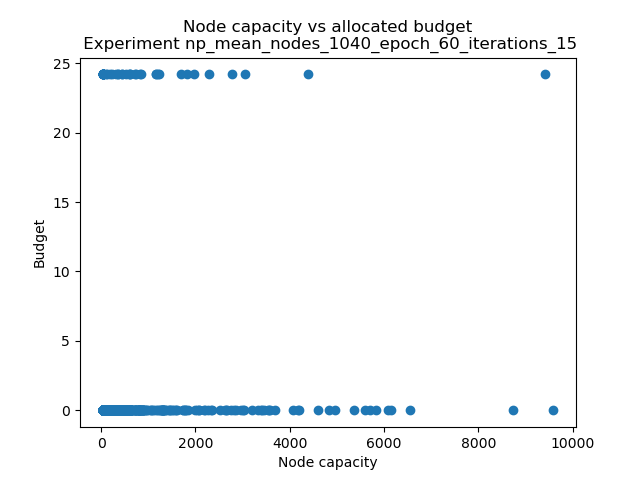 Node capacity vs allocated budget
Experiment np_mean_nodes_1040_epoch_60_iterations_15
25
20
15
10
5
0
Budget
0 2000 4000 6000 8000 10000
Node capacity